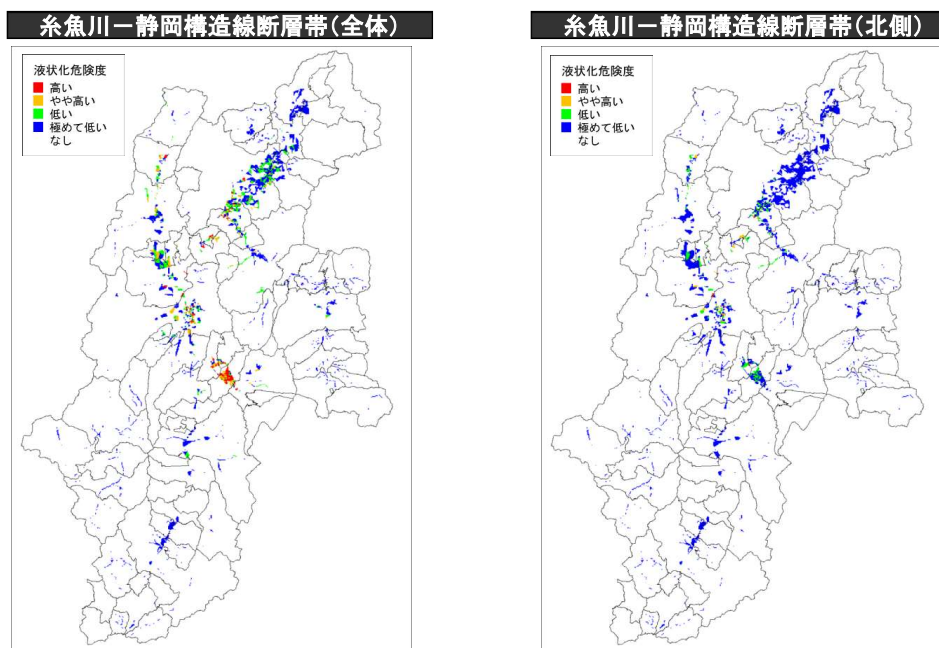 糸魚川－静岡構造線断層帯(全体)
液状化危険度
高い
やや高い
低い
極めて低い
なし
糸魚川－静岡構造線断層帯(北側)
液状化危険度
高い
やや高い
低い
極めて低い
なし